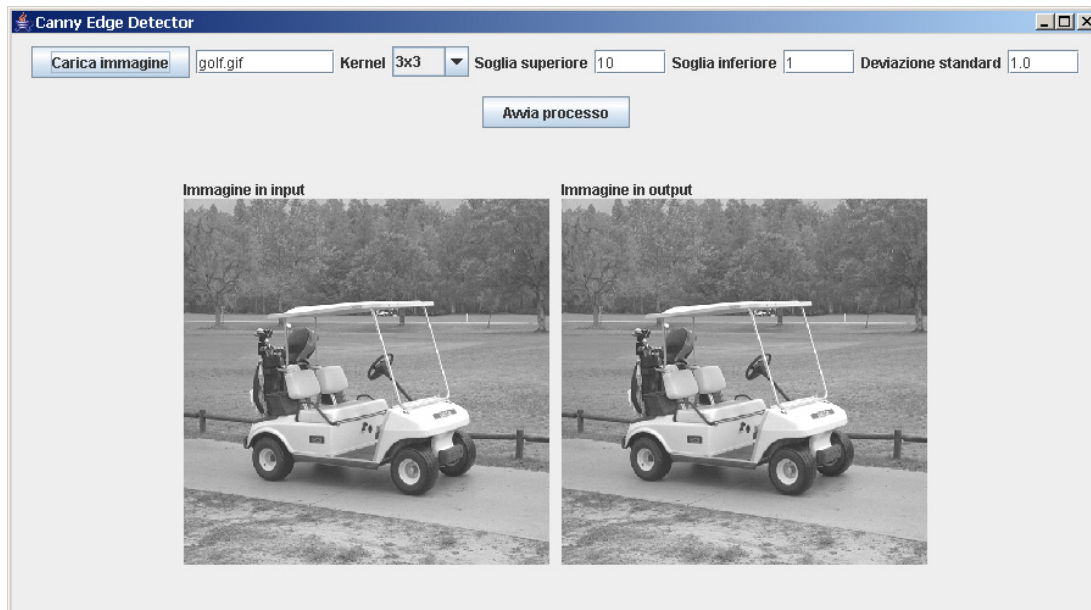 Canny Edge Detector
Carica immagine golf.gif Kernel 3x3 Soglia superiore 10 Soglia inferiore 1 Deviazione standard 1.0
Avvia processo
Immagine in input Immagine in output